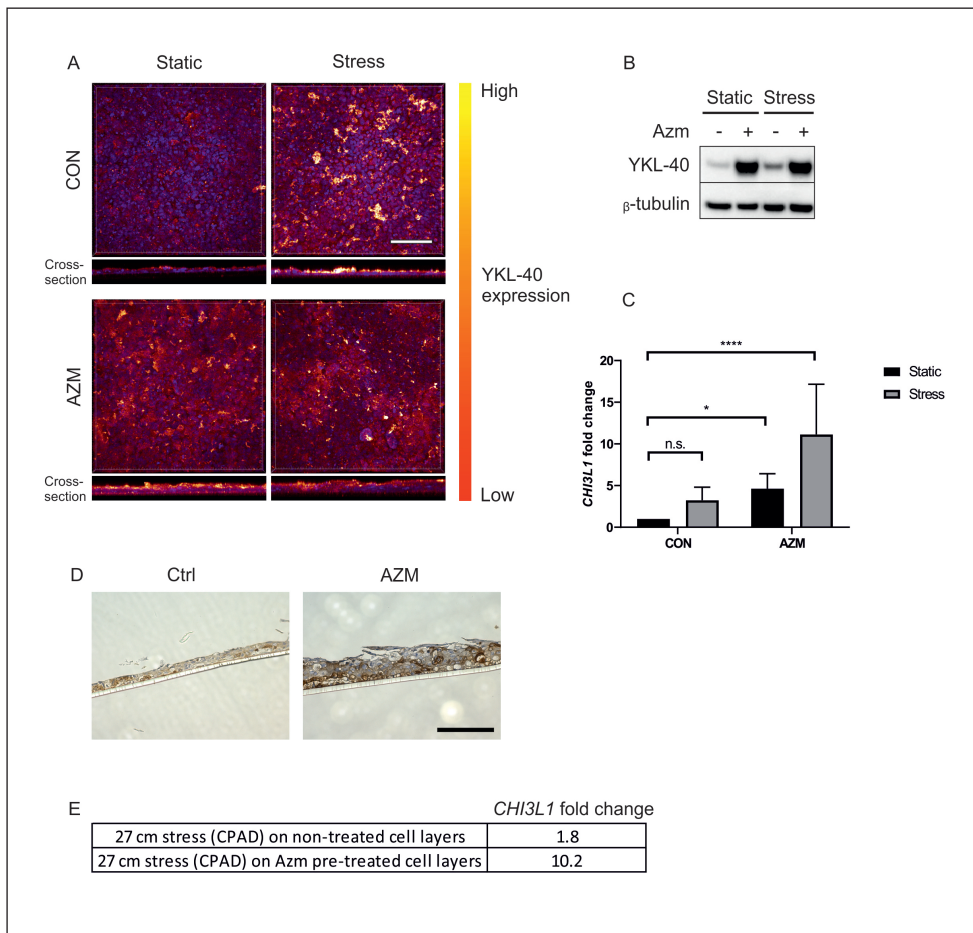 A
Static
Stress
CON
Cross-
section
AZM
Cross-
section
High
YKL-40
expression
Low
B
Static Stress
Azm - + - +
YKL-40
β-tubulin
C
****
*
n.s.
CHI3L1 fold change
20
15
10
5
0
CON
AZM
Static
Stress
D
Ctrl
AZM
E
CHI3L1 fold change
27 cm stress (CPAD) on non-treated cell layers 1.8
27 cm stress (CPAD) on Azm pre-treated cell layers 10.2